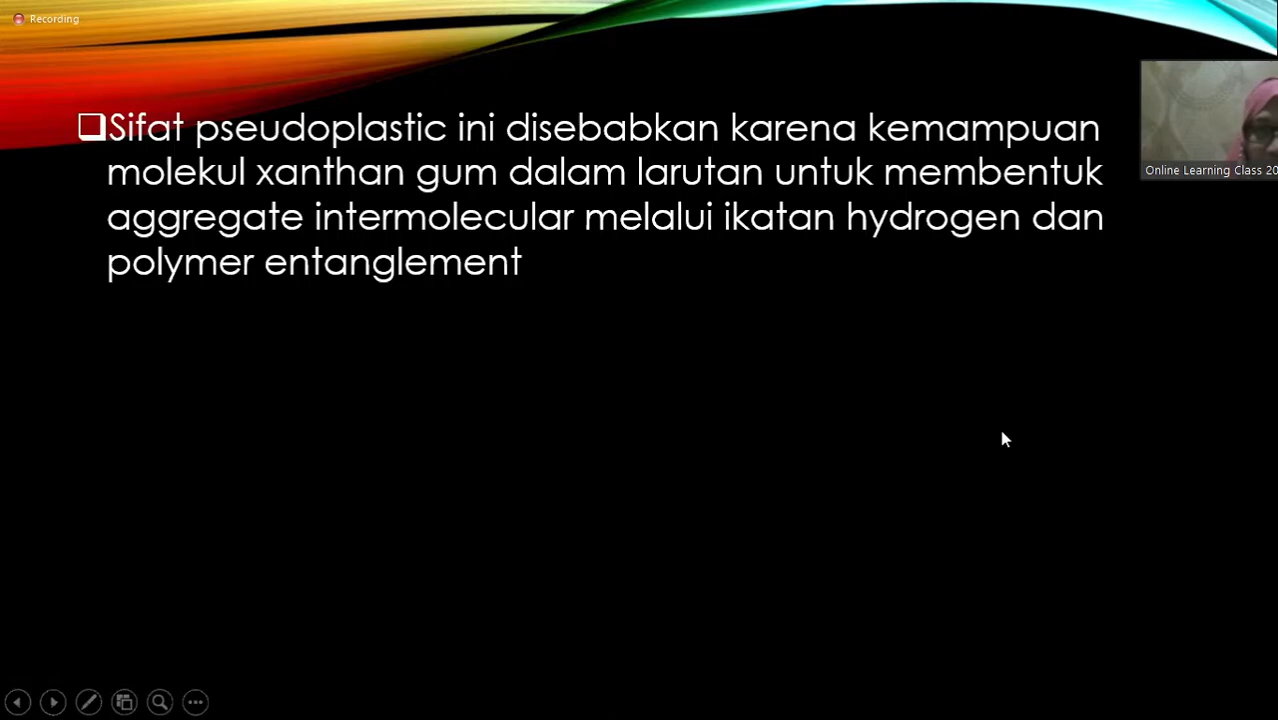 Recording
Sifat pseudoplastic ini disebabkan karena kemampuan
molekul xanthan gum dalam larutan untuk membentuk
aggregate intermolecular melalui ikatan hydrogen dan
polymer entanglement
Online Learning Class 20